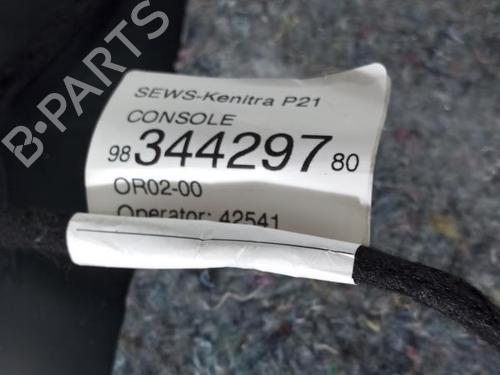 B-PARTS
SEWS-Kenitra P21
CONSOLE
98 344297 80
OR02-00
Operator: 42541